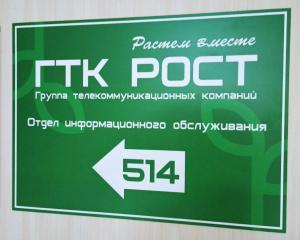 Растем вместе
ГТК РОСТ
Группа телекоммуникационных компаний
Отдел информационного обслуживания
514